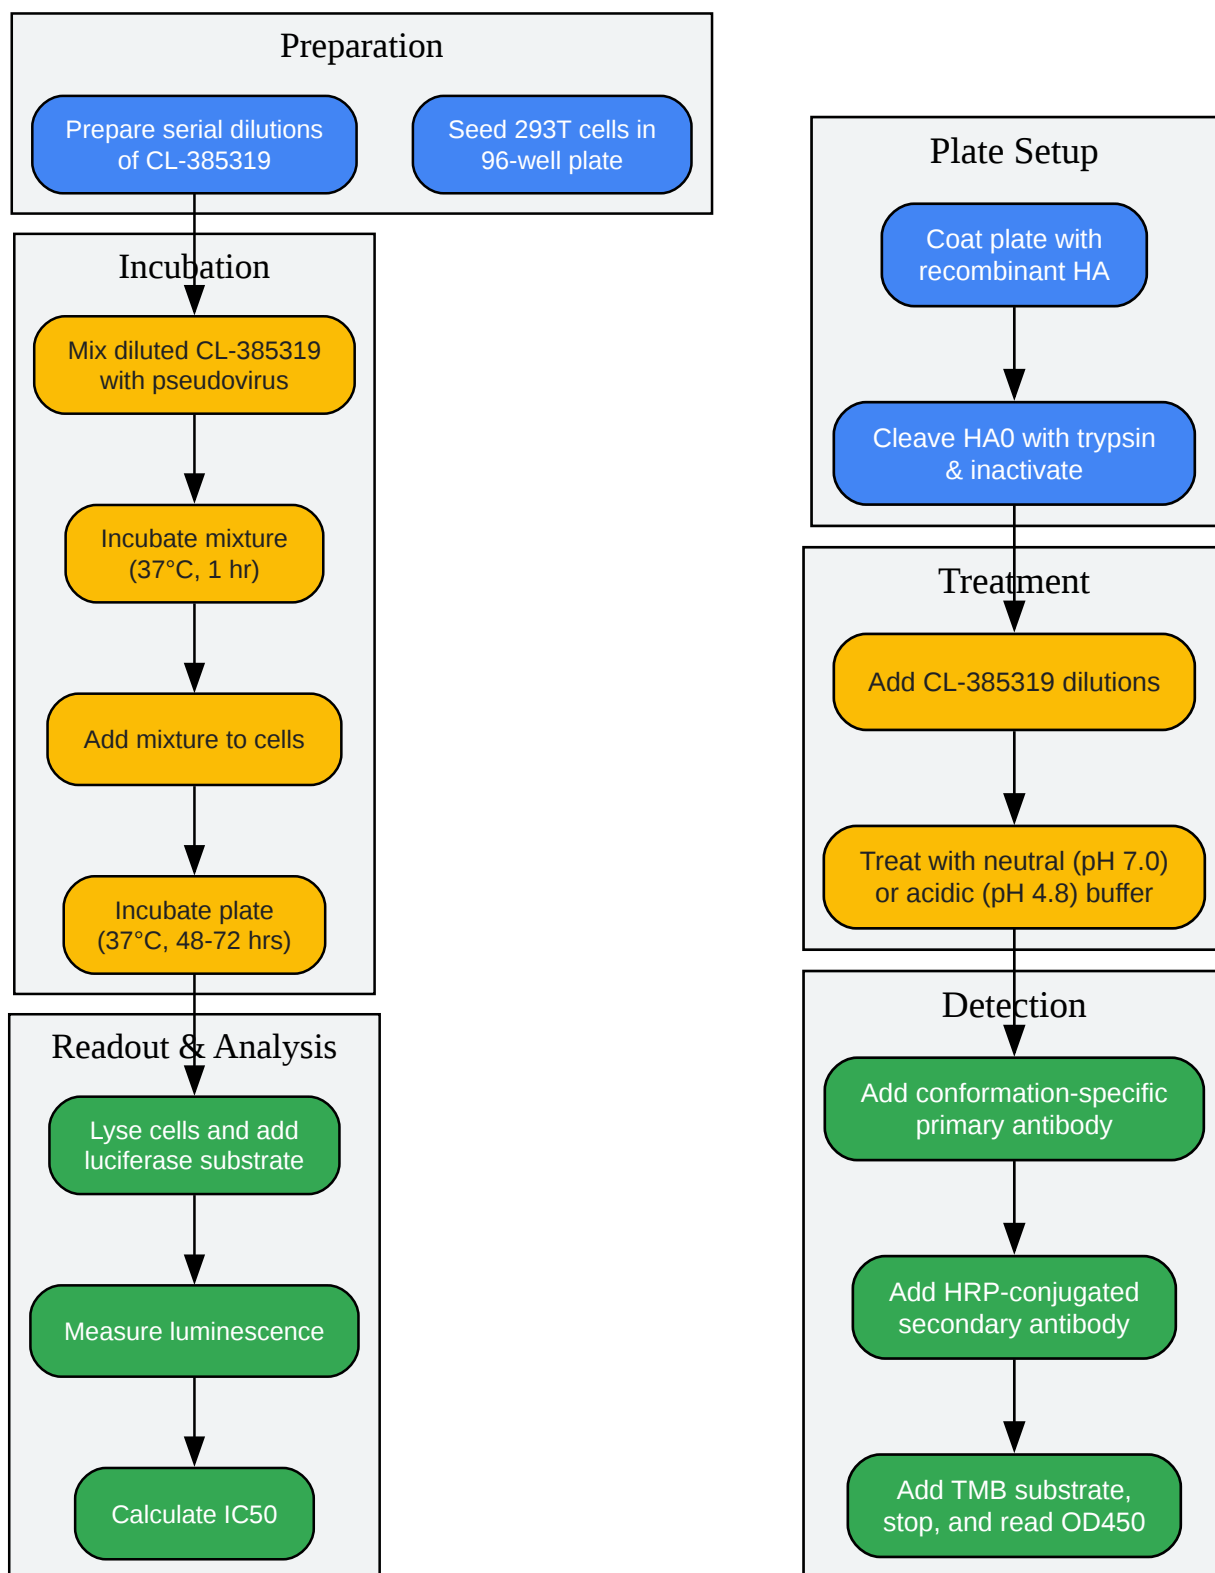 Preparation
Prepare serial dilutions
of CL-385319
Seed 293T cells in
96-well plate
Incubation
Mix diluted CL-385319
with pseudovirus
Incubate mixture
(37°C, 1 hr)
Add mixture to cells
Incubate plate
(37°C, 48-72 hrs)
Readout & Analysis
Lyse cells and add
luciferase substrate
Measure luminescence
Calculate IC50
Plate Setup
Coat plate with
recombinant HA
Cleave HA0 with trypsin
& inactivate
Treatment
Add CL-385319 dilutions
Treat with neutral (pH 7.0)
or acidic (pH 4.8) buffer
Detection
Add conformation-specific
primary antibody
Add HRP-conjugated
secondary antibody
Add TMB substrate,
stop, and read OD450